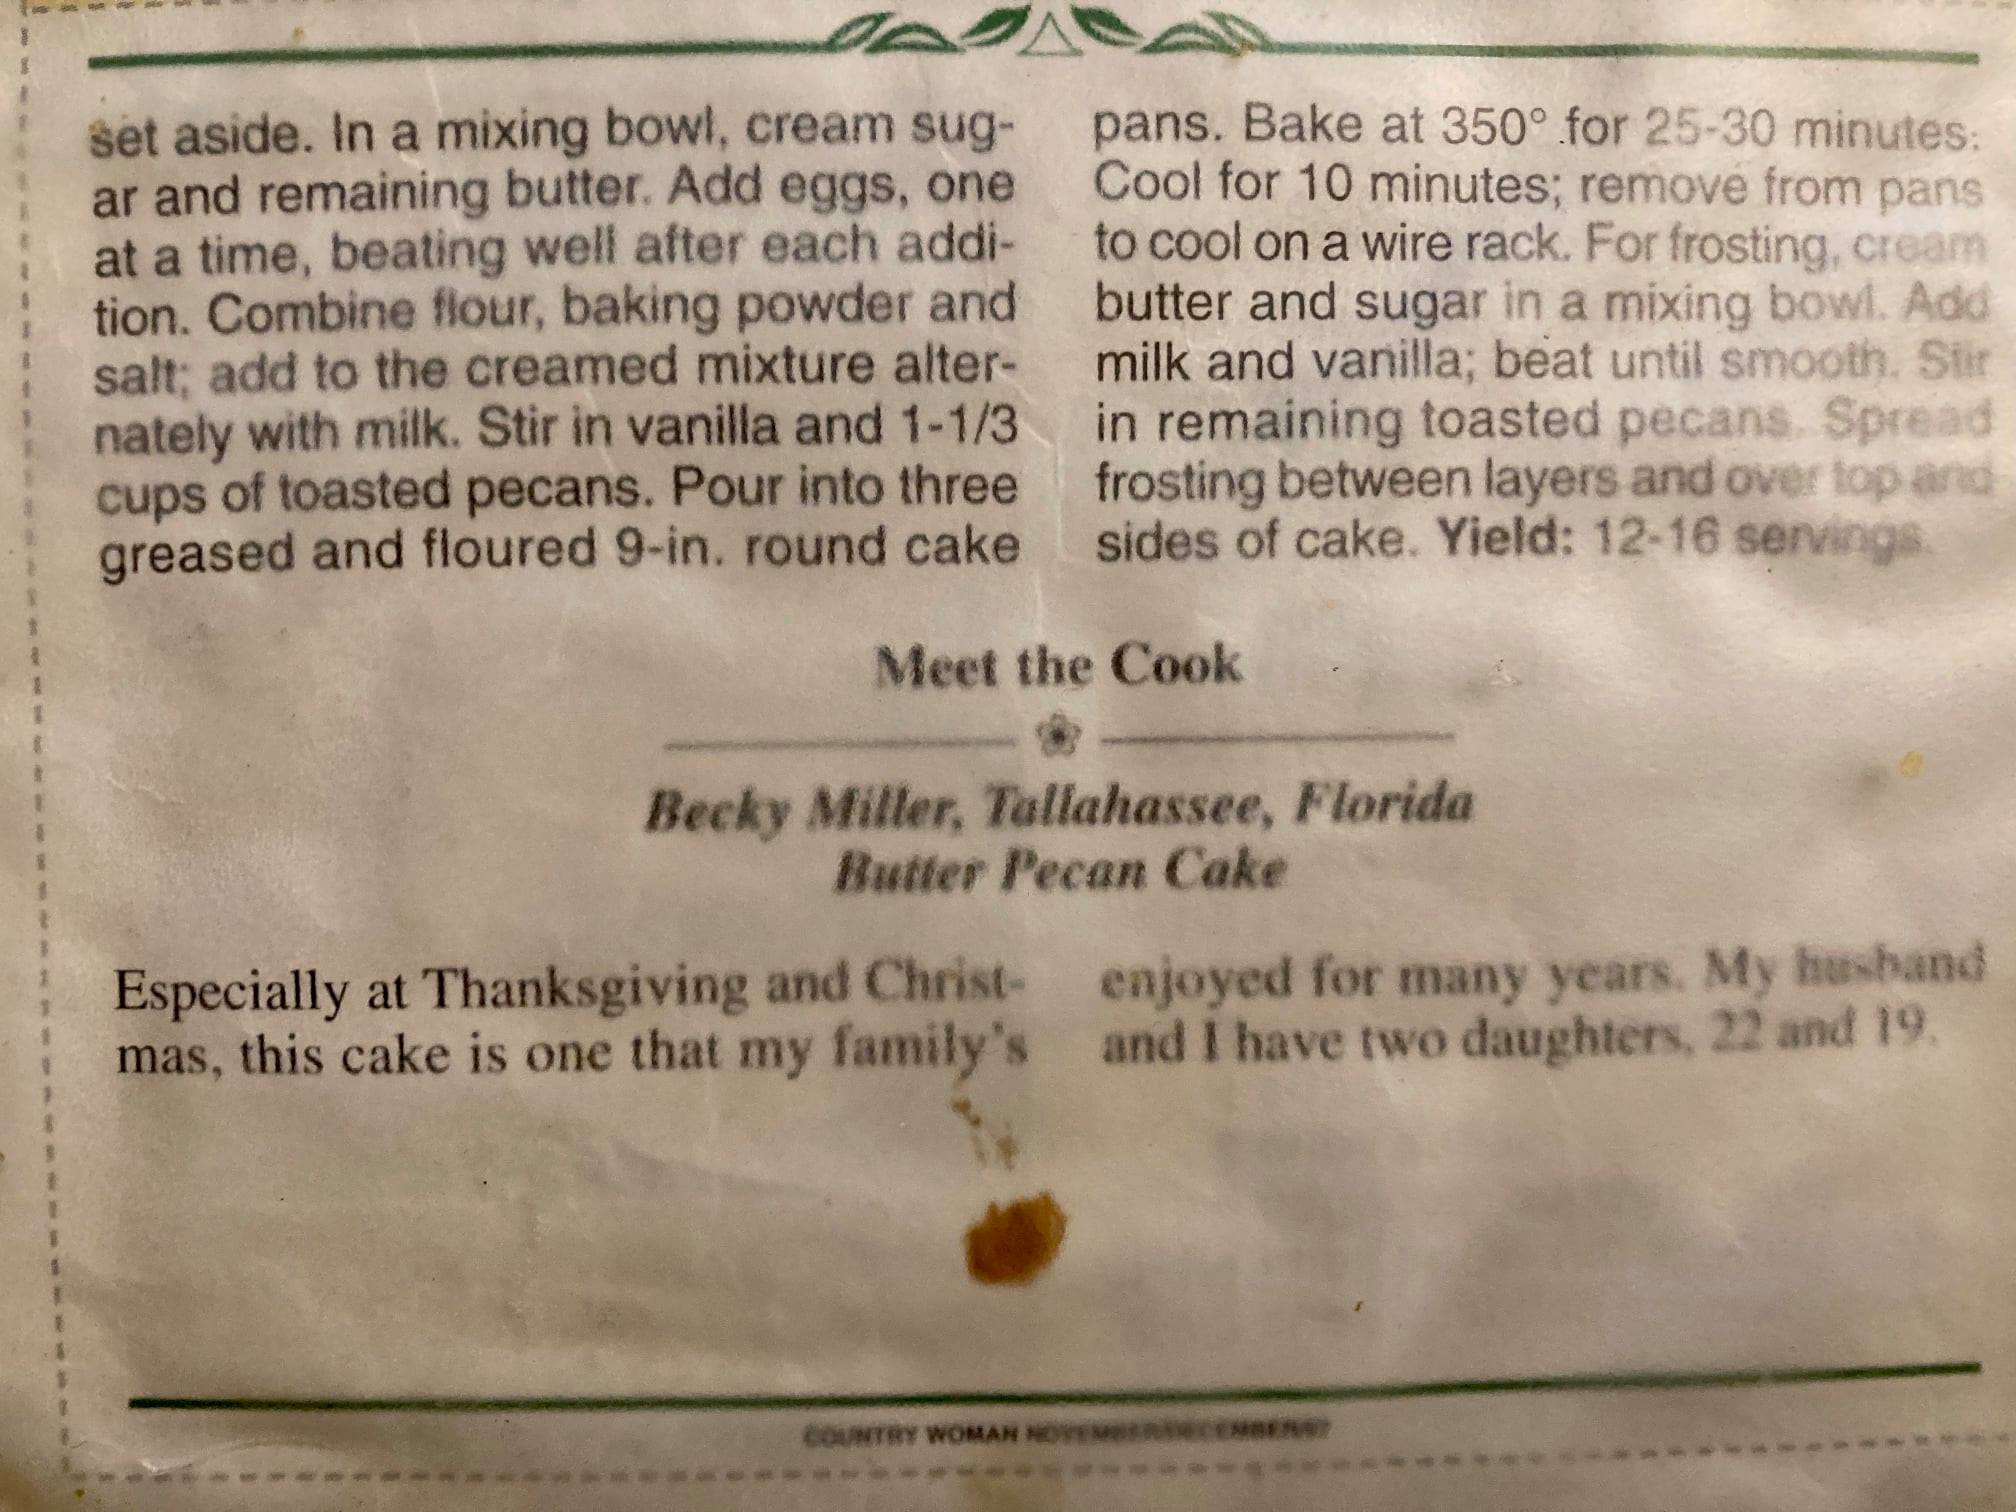 set aside. In a mixing bowl, cream sug-
ar and remaining butter. Add eggs, one
at a time, beating well after each addi-
tion. Combine flour, baking powder and
salt; add to the creamed mixture alter-
nately with milk. Stir in vanilla and 1-1/3
cups of toasted pecans. Pour into three
greased and floured 9-in. round cake
pans. Bake at 350° for 25-30 minutes.
Cool for 10 minutes; remove from pans
to cool on a wire rack. For frosting, cream
butter and sugar in a mixing bowl. Add
milk and vanilla; beat until smooth. Stir
in remaining toasted pecans. Spread
frosting between layers and over top and
sides of cake. Yield: 12-16 servings.
Meet the Cook
Becky Miller, Tallahassee, Florida
Butter Pecan Cake
Especially at Thanksgiving and Christ-
mas, this cake is one that my family's
enjoyed for many years. My husband
and I have two daughters, 22 and 19.
COUNTRY WOMAN NOVEMBER/DECEMBER/97